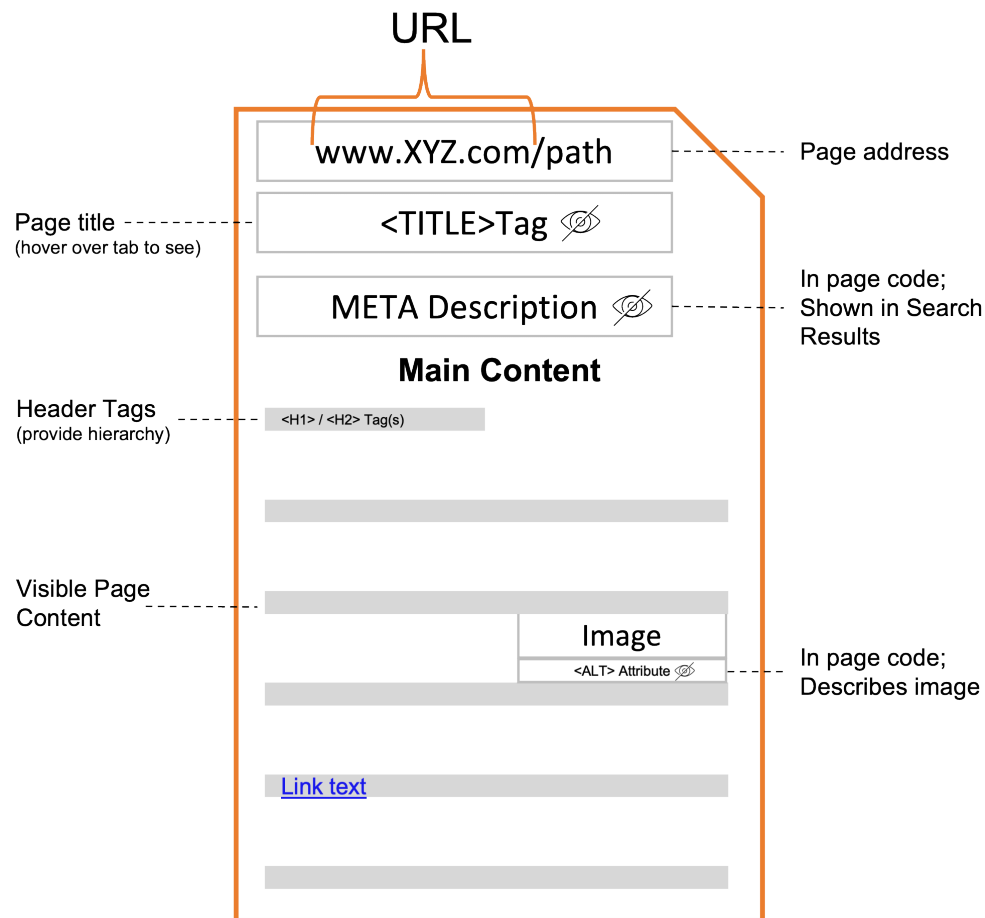 URL
www.XYZ.com/path
Page address
Page title
(hover over tab to see)
<TITLE>Tag
META Description
In page code;
Shown in Search
Results
Main Content
Header Tags
(provide hierarchy)
<H1> / <H2> Tag(s)
Visible Page
Content
Image
<ALT> Attribute
In page code;
Describes image
Link text